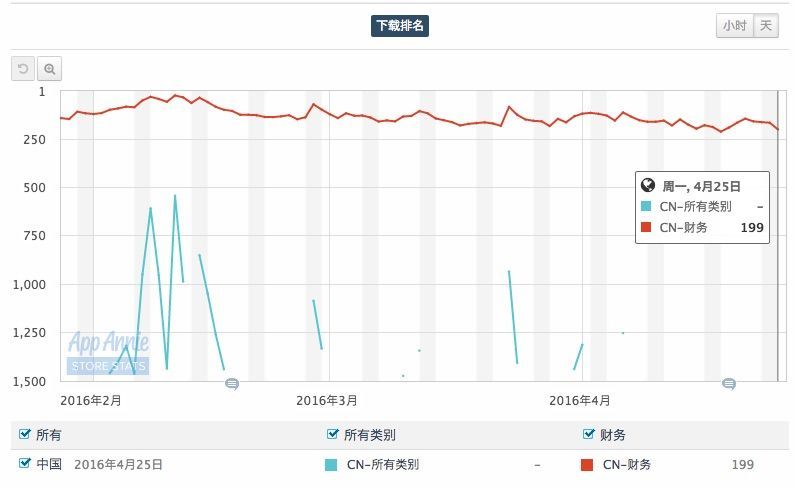 下载排名
小时 天
1
250
500
750
1,000
1,250
1,500
周一, 4月25日
CN-所有类别 –
CN-财务 199
App Annie
STORE STATS
2016年2月 2016年3月 2016年4月
所有 所有类别 财务
中国 2016年4月25日 CN-所有类别 – CN-财务 199